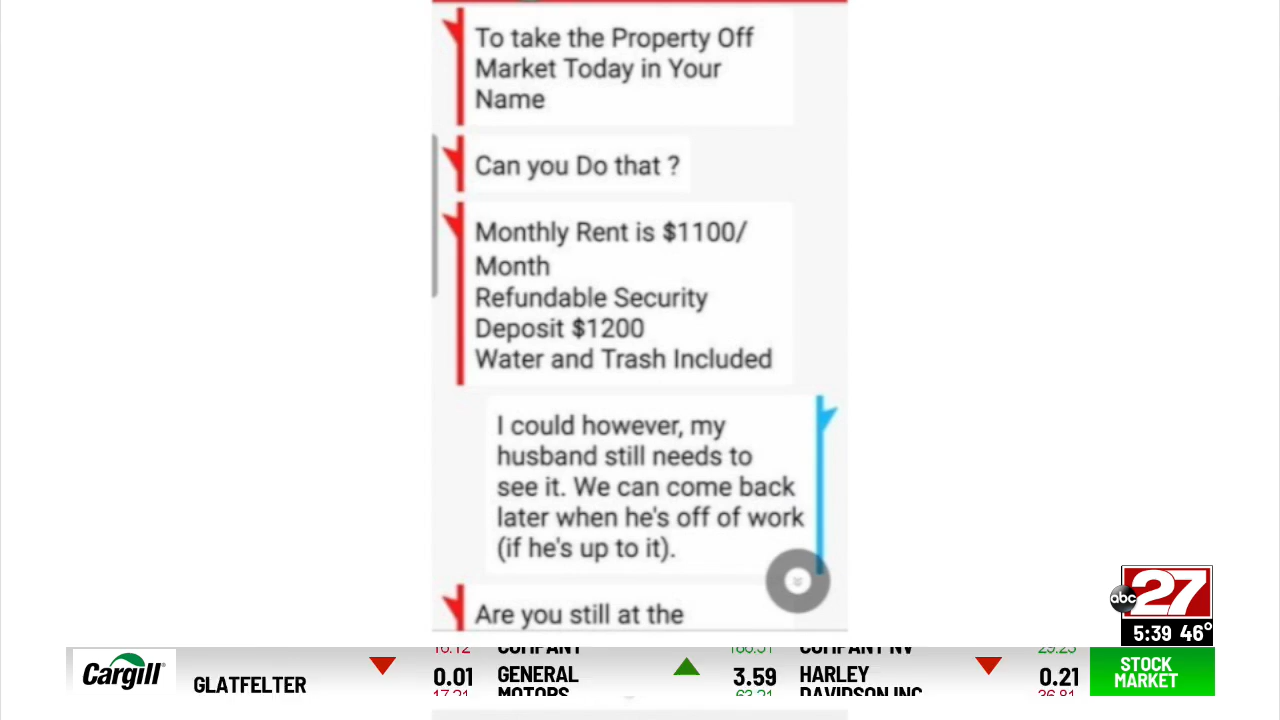 To take the Property Off
Market Today in Your
Name
Can you Do that ?
Monthly Rent is $1100/
Month
Refundable Security
Deposit $1200
Water and Trash Included
I could however, my
husband still needs to
see it. We can come back
later when he's off of work
(if he's up to it).
Are you still at the
abc 27
5:39 46°
Cargill
GLATFELTER
0.01
GENERAL
MOTORS
3.59
HARLEY
DAVIDSON INC
0.21
STOCK
MARKET